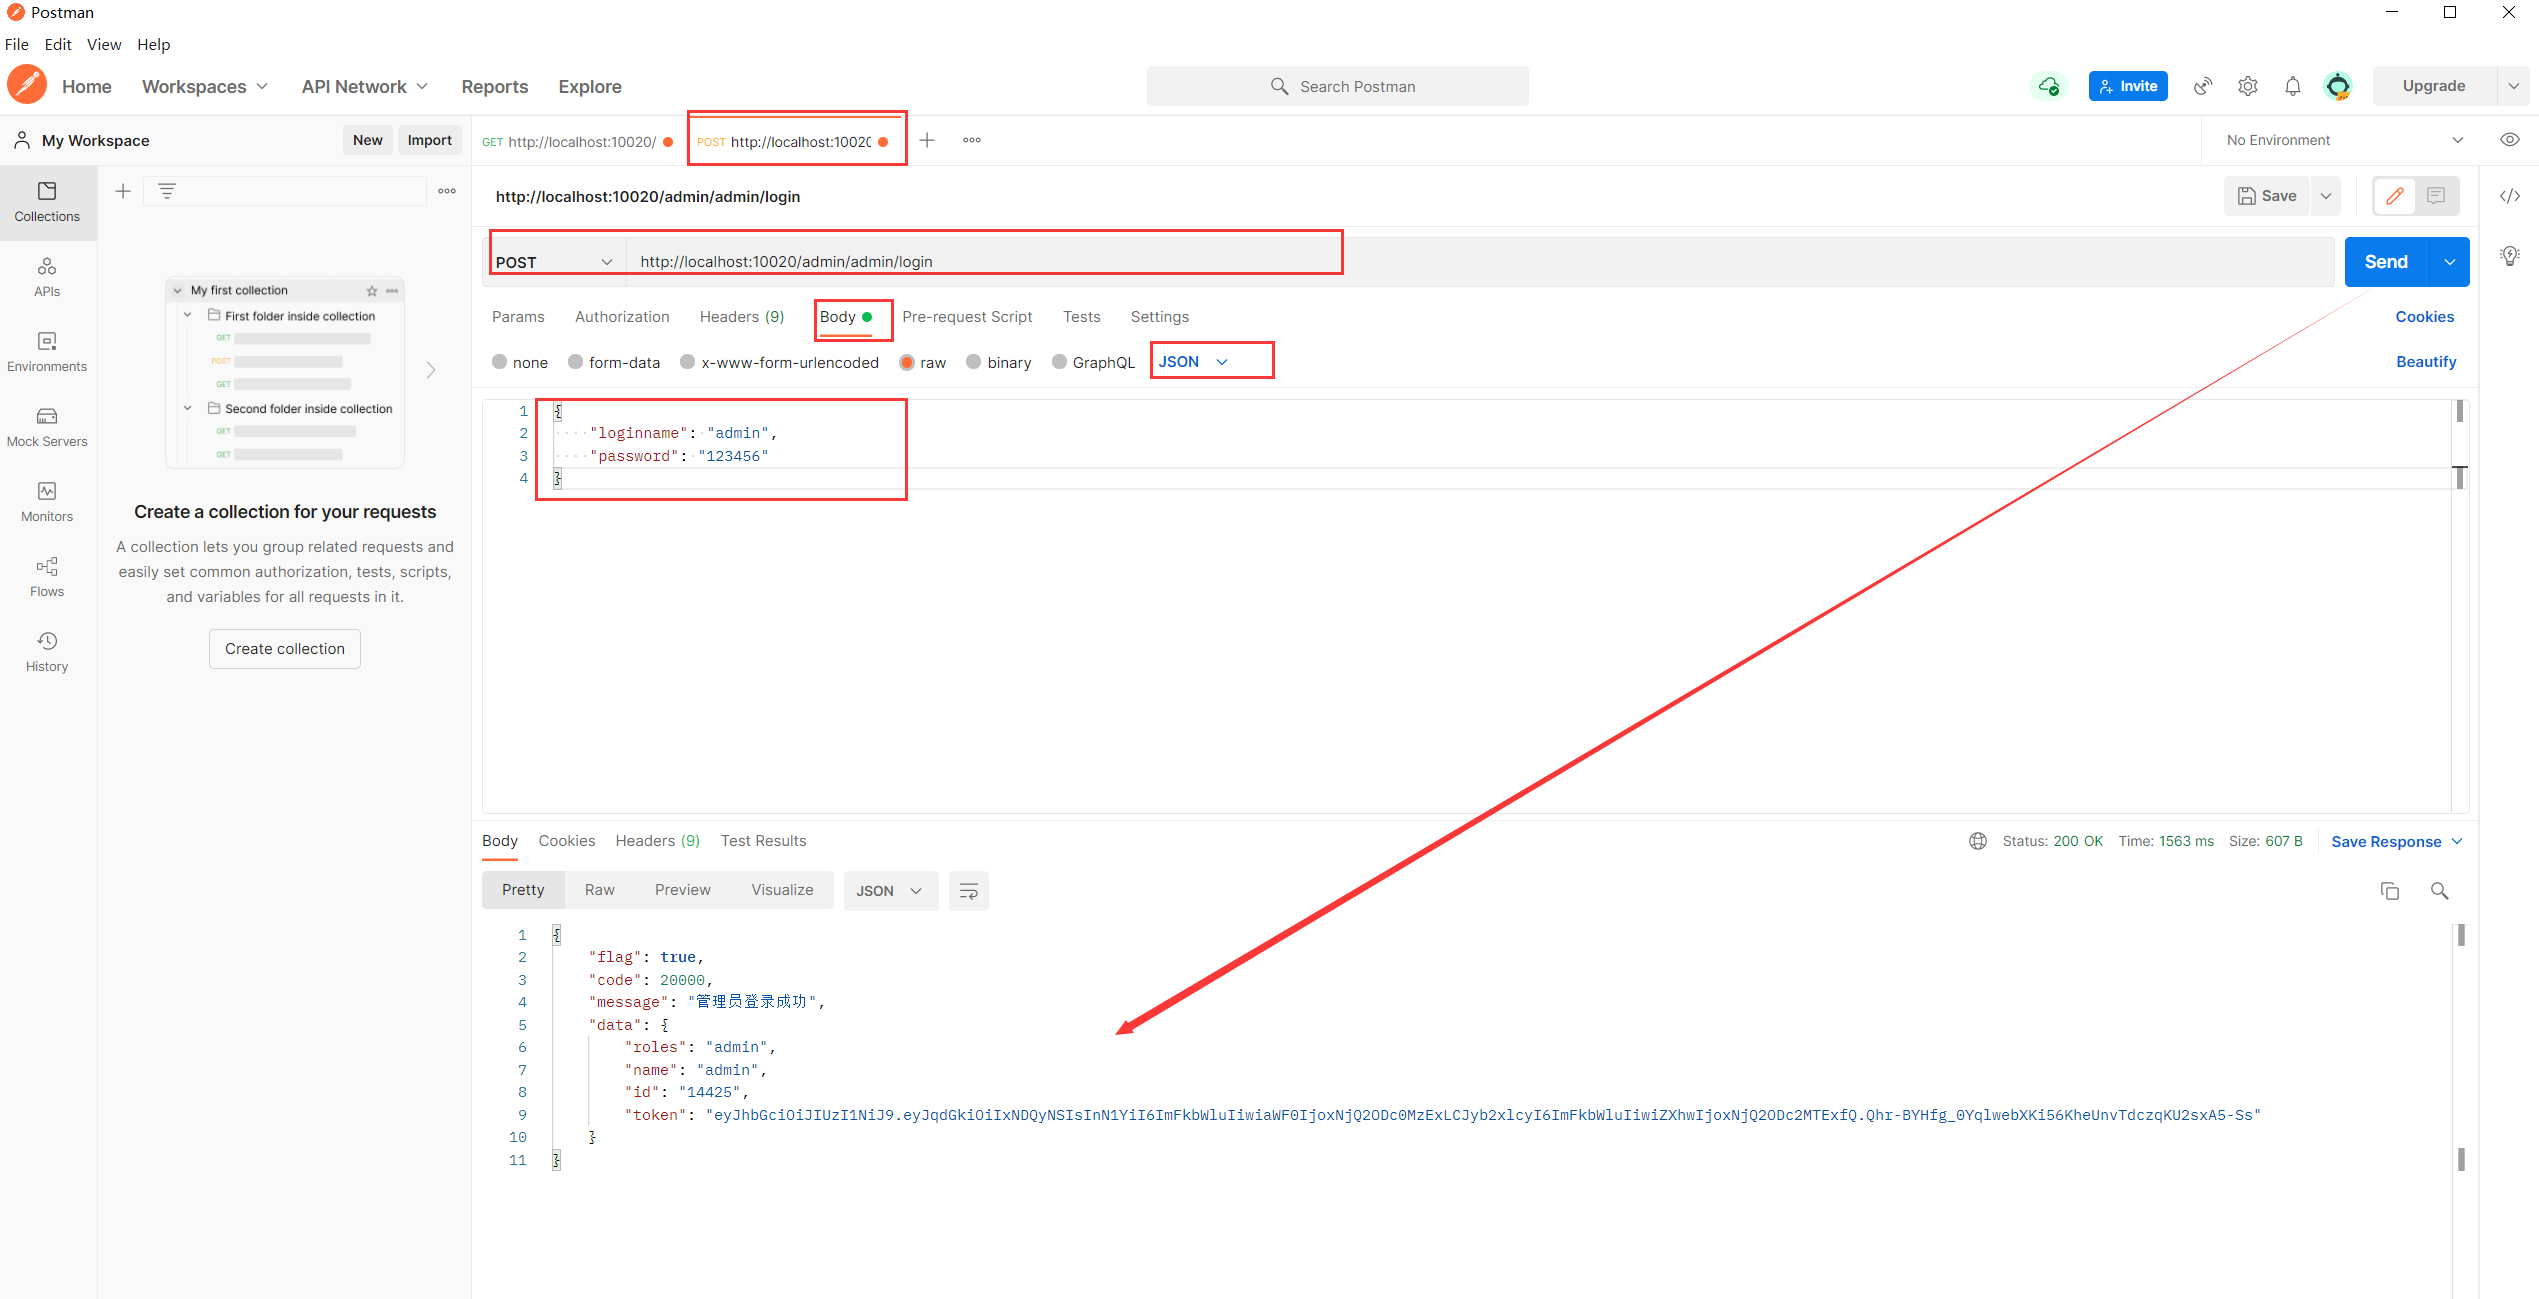 Postman
File Edit View Help
Home Workspaces API Network Reports Explore
Search Postman
Invite
Upgrade
My Workspace
New Import
GET http://localhost:10020/
POST http://localhost:10020
No Environment
Collections
APIs
Environments
Mock Servers
Monitors
Flows
History
My first collection
First folder inside collection
GET
POST
GET
Second folder inside collection
GET
GET
Create a collection for your requests
A collection lets you group related requests and
easily set common authorization, tests, scripts,
and variables for all requests in it.
Create collection
http://localhost:10020/admin/admin/login
Save
POST http://localhost:10020/admin/admin/login
Send
Params Authorization Headers (9) Body Pre-request Script Tests Settings
Cookies
none form-data x-www-form-urlencoded raw binary GraphQL JSON
Beautify
1 {
2 "loginname": "admin",
3 "password": "123456"
4 }
Body Cookies Headers (9) Test Results
Status: 200 OK Time: 1563 ms Size: 607 B Save Response
Pretty Raw Preview Visualize JSON
1 {
2 "flag": true,
3 "code": 20000,
4 "message": "管理员登录成功",
5 "data": {
6 "roles": "admin",
7 "name": "admin",
8 "id": "14425",
9 "token": "eyJhbGciOiJIUzI1NiJ9.eyJqdGkiOiIxNDQyNSIsInN1YiI6ImFkbWluIiwiaWF0IjoxNjQ2ODc0MzExLCJyb2xlcyI6ImFkbWluIiwiZXhwIjoxNjQ2ODc2MTExfQ.Qhr-BYHfg_0YqlwebXKi56KheUnvTdczqKU2sxA5-Ss"
10 }
11 }